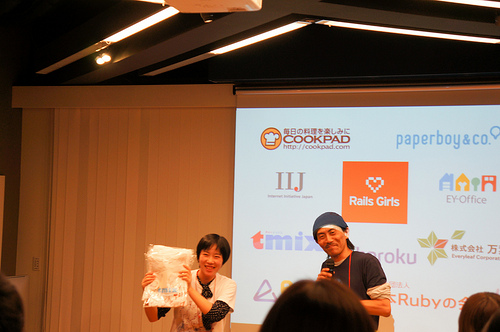 毎日の料理を楽しみに
COOKPAD
http://cookpad.com
paperboy&co.
IIJ
Internet Initiative Japan
Rails Girls
EY-Office
tmix
roku
株式会社 万
Everyleaf Corporation
Rubyの会